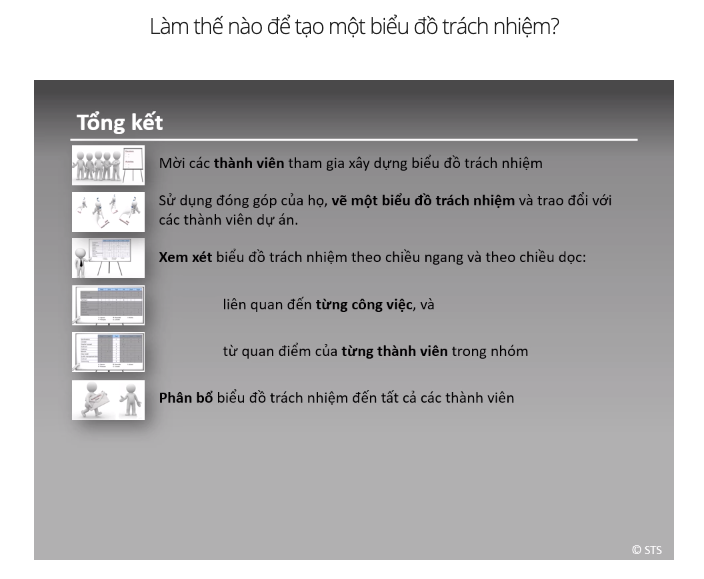 Làm thế nào để tạo một biểu đồ trách nhiệm?
Tổng kết
Mời các thành viên tham gia xây dựng biểu đồ trách nhiệm
Sử dụng đóng góp của họ, vẽ một biểu đồ trách nhiệm và trao đổi với
các thành viên dự án.
Xem xét biểu đồ trách nhiệm theo chiều ngang và theo chiều dọc:
liên quan đến từng công việc, và
từ quan điểm của từng thành viên trong nhóm
Phân bổ biểu đồ trách nhiệm đến tất cả các thành viên
© STS